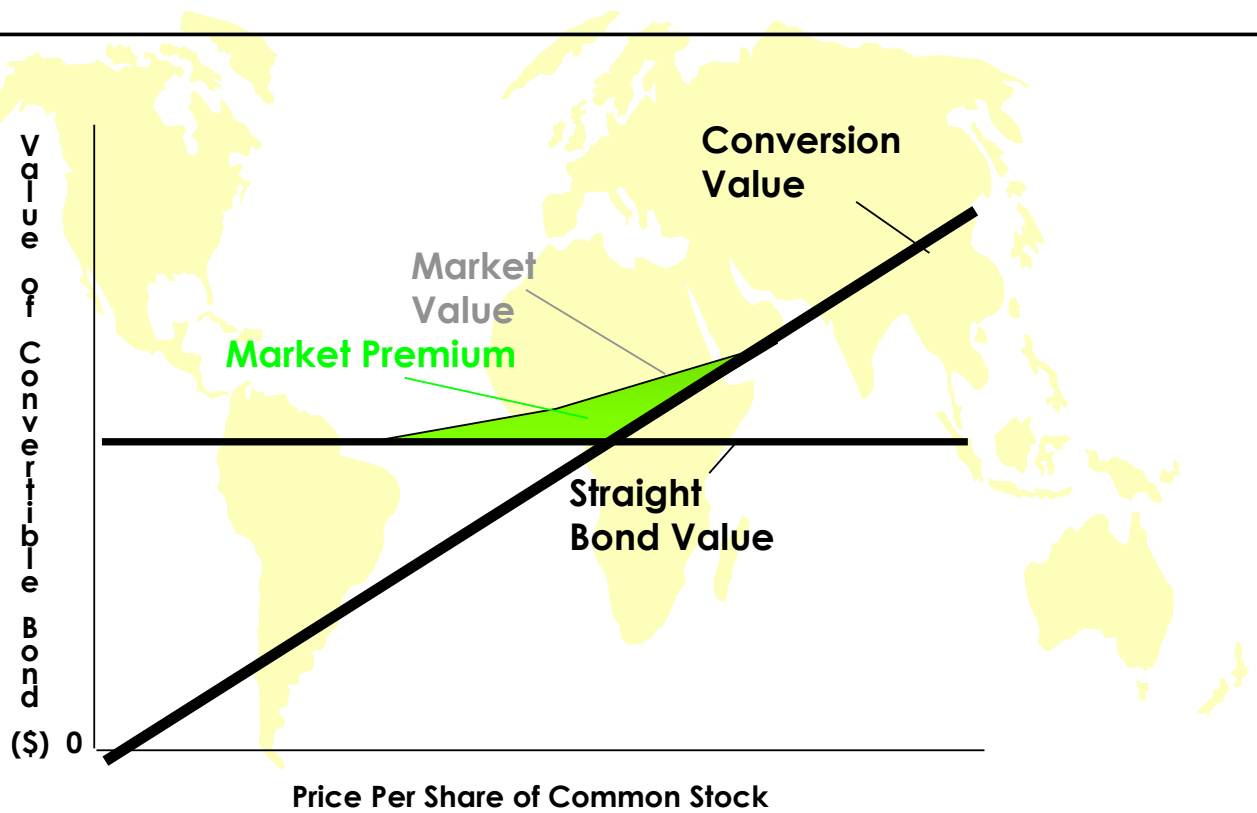 Conversion
Value
Market
Value
Market Premium
Straight
Bond Value
Value of Convertible Bond
($) 0
Price Per Share of Common Stock